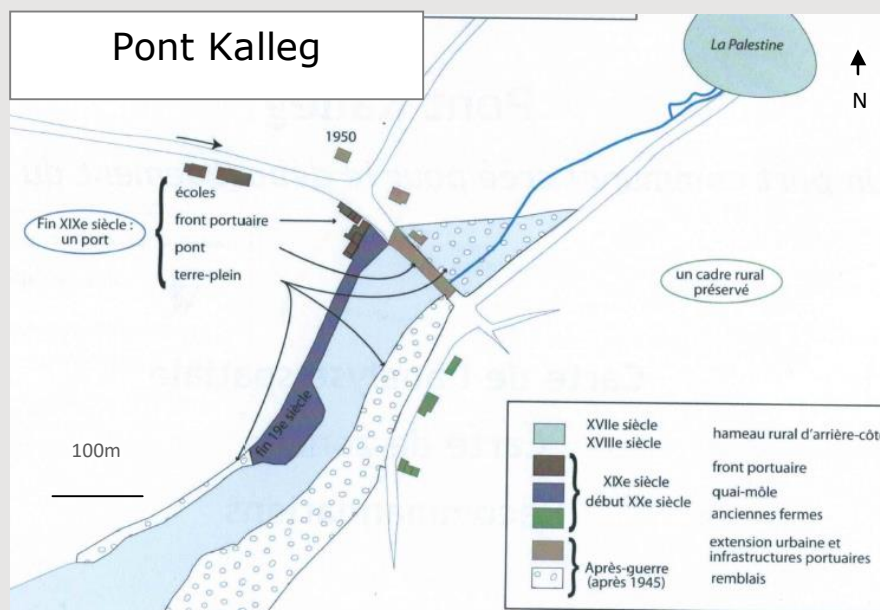 Pont Kalleg
La Palestine
N
1950
écoles
front portuaire
pont
terre-plein
Fin XIXe siècle :
un port
un cadre rural
préservé
fin 19e siècle
100m
XVIIe siècle
XVIIIe siècle
hameau rural d'arrière-côte
XIXe siècle
début XXe siècle
front portuaire
quai-môle
anciennes fermes
Après-guerre
(après 1945)
extension urbaine et
infrastructures portuaires
remblais